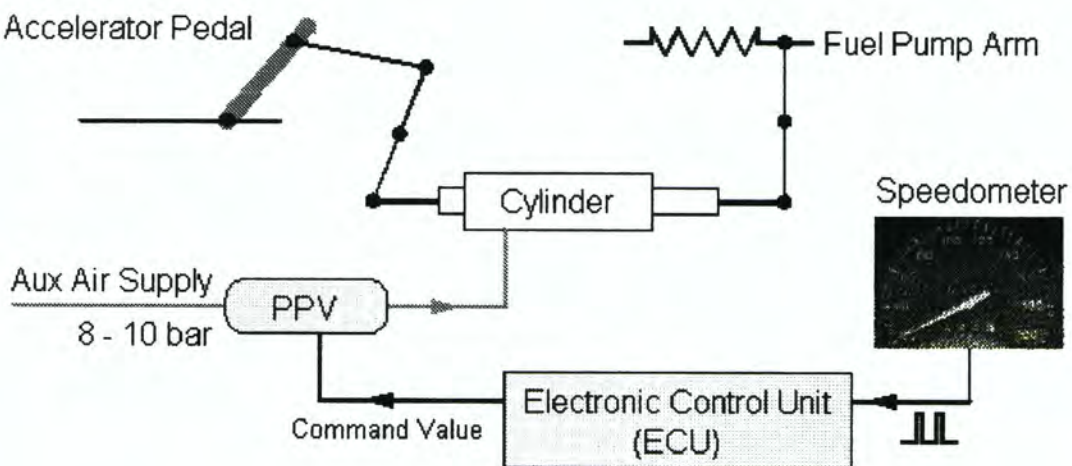 Accelerator Pedal
Fuel Pump Arm
Cylinder
Speedometer
Aux Air Supply
8 - 10 bar
PPV
Command Value
Electronic Control Unit
(ECU)